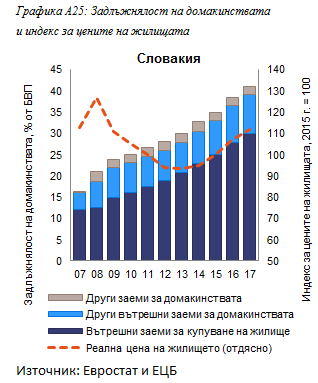 Графика А25: Задлъжнялост на домакинствата
и индекс за цените на жилищата
Словакия
Задлъжнялост на домакинствата, % от БВП
45
40
35
30
25
20
15
10
5
0
140
130
120
110
100
90
80
70
60
50
Индекс за цените на жилищата, 2015 г. = 100
07 08 09 10 11 12 13 14 15 16 17
Други заеми за домакинствата
Други вътрешни заеми за домакинствата
Вътрешни заеми за купуване на жилище
Реална цена на жилището (отдясно)
Източник: Евростат и ЕЦБ